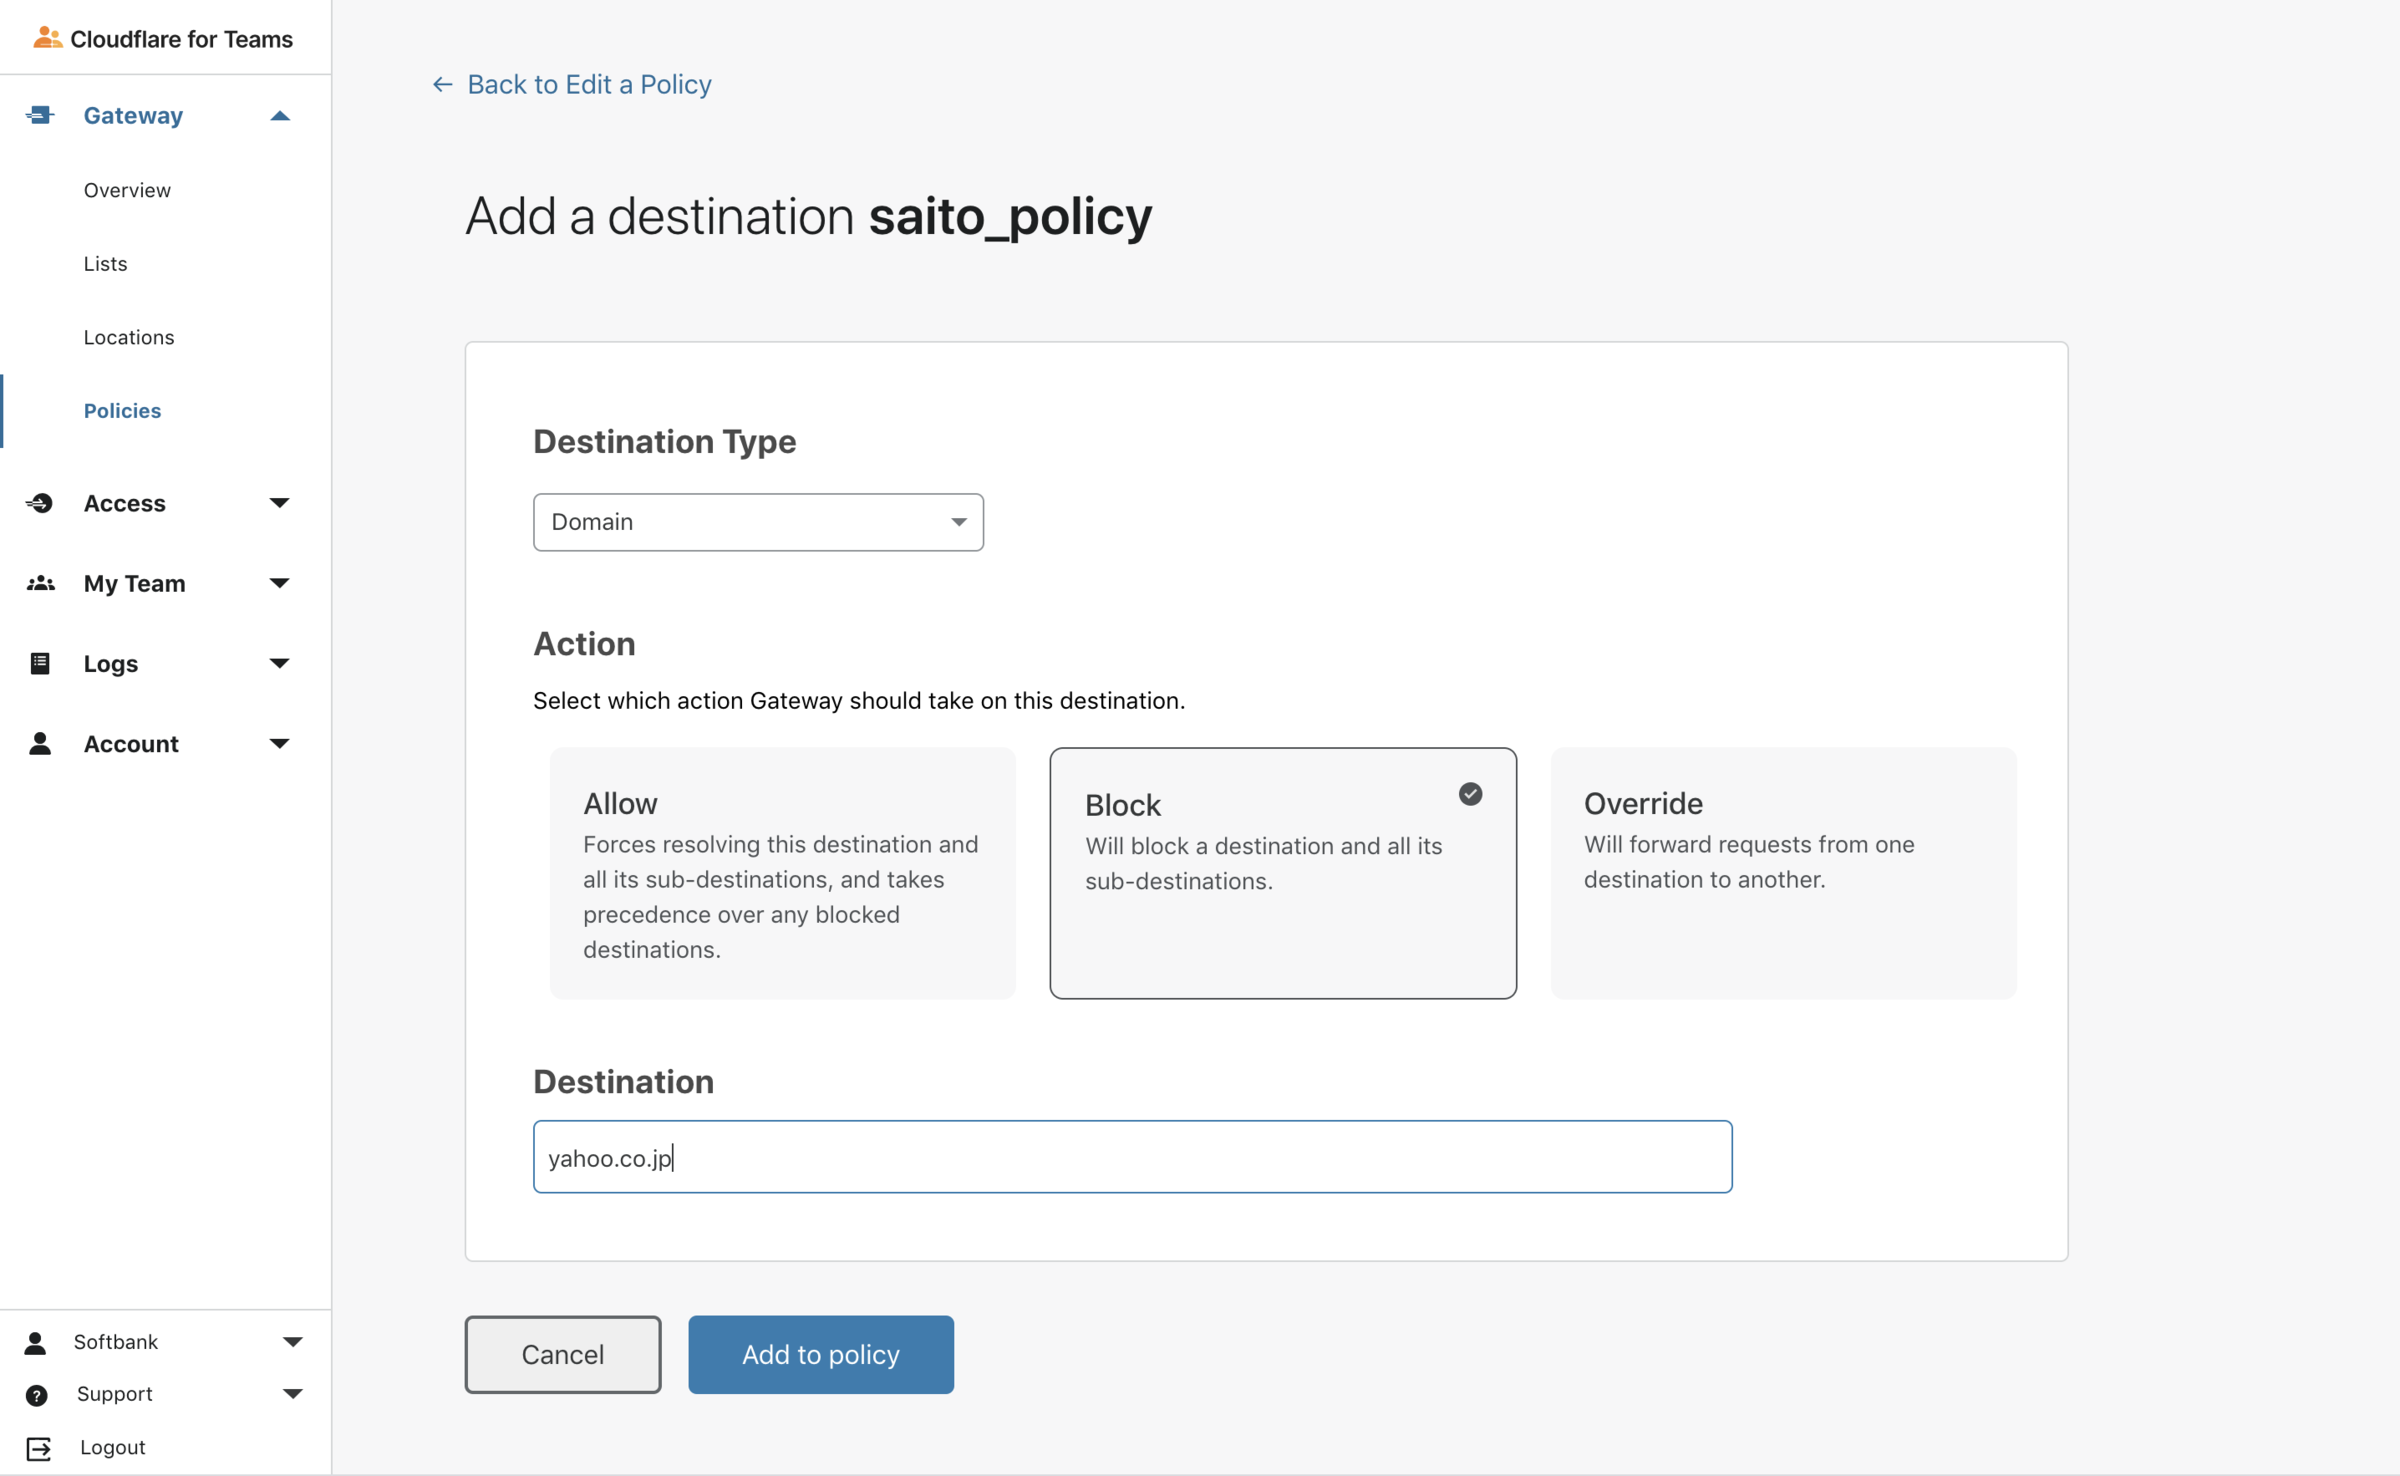 Cloudflare for Teams
Gateway
Overview
Lists
Locations
Policies
Access
My Team
Logs
Account
Softbank
Support
Logout
← Back to Edit a Policy
Add a destination saito_policy
Destination Type
Domain
Action
Select which action Gateway should take on this destination.
Allow
Forces resolving this destination and
all its sub-destinations, and takes
precedence over any blocked
destinations.
Block
Will block a destination and all its
sub-destinations.
Override
Will forward requests from one
destination to another.
Destination
yahoo.co.jp
Cancel
Add to policy